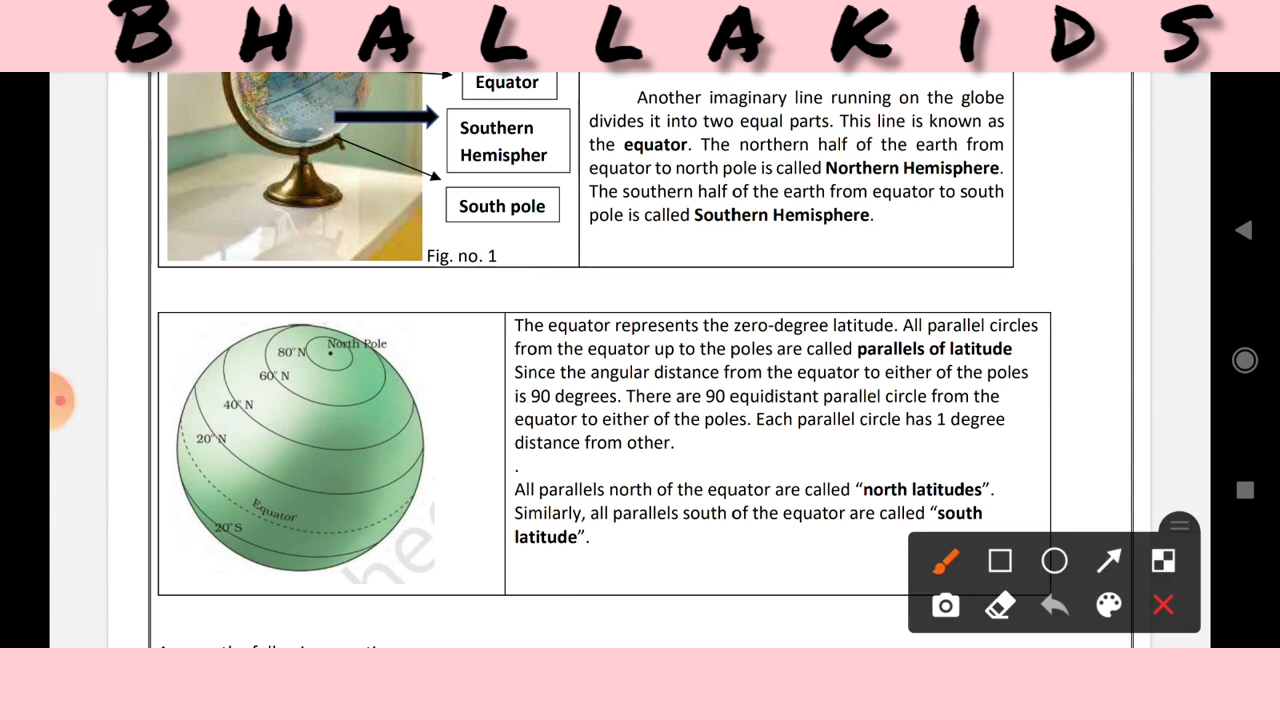 BHALLAKIDS
Equator
Southern
Hemispher
South pole
Fig. no. 1
Another imaginary line running on the globe
divides it into two equal parts. This line is known as
the equator. The northern half of the earth from
equator to north pole is called Northern Hemisphere.
The southern half of the earth from equator to south
pole is called Southern Hemisphere.
North Pole
80° N
60° N
40° N
20° N
Equator
20° S
The equator represents the zero-degree latitude. All parallel circles
from the equator up to the poles are called parallels of latitude
Since the angular distance from the equator to either of the poles
is 90 degrees. There are 90 equidistant parallel circle from the
equator to either of the poles. Each parallel circle has 1 degree
distance from other.
.
All parallels north of the equator are called “north latitudes”.
Similarly, all parallels south of the equator are called “south
latitude”.